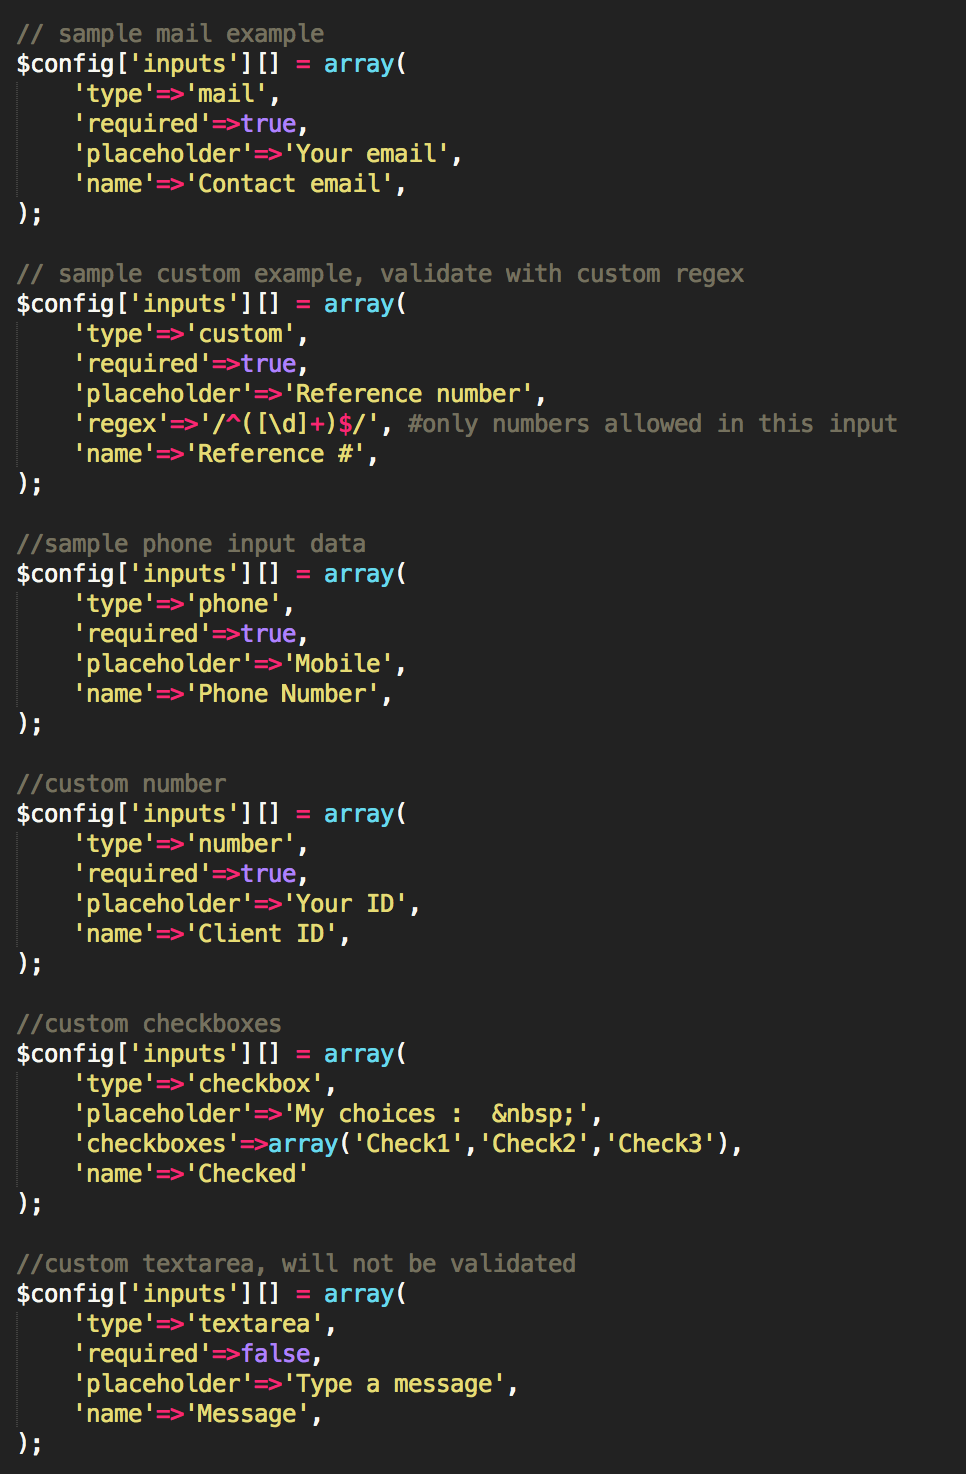 // sample mail example
$config['inputs'][] = array(
    'type'=>'mail',
    'required'=>true,
    'placeholder'=>'Your email',
    'name'=>'Contact email',
);

// sample custom example, validate with custom regex
$config['inputs'][] = array(
    'type'=>'custom',
    'required'=>true,
    'placeholder'=>'Reference number',
    'regex'=>'/^([\d]+)$/', #only numbers allowed in this input
    'name'=>'Reference #',
);

//sample phone input data
$config['inputs'][] = array(
    'type'=>'phone',
    'required'=>true,
    'placeholder'=>'Mobile',
    'name'=>'Phone Number',
);

//custom number
$config['inputs'][] = array(
    'type'=>'number',
    'required'=>true,
    'placeholder'=>'Your ID',
    'name'=>'Client ID',
);

//custom checkboxes
$config['inputs'][] = array(
    'type'=>'checkbox',
    'placeholder'=>'My choices :  &nbsp;',
    'checkboxes'=>array('Check1','Check2','Check3'),
    'name'=>'Checked'
);

//custom textarea, will not be validated
$config['inputs'][] = array(
    'type'=>'textarea',
    'required'=>false,
    'placeholder'=>'Type a message',
    'name'=>'Message',
);